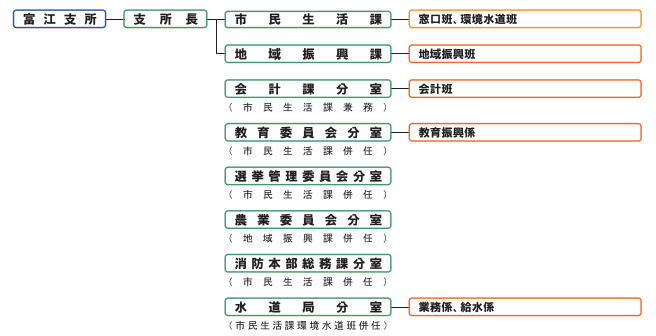 富江支所 支所長 市民生活課 窓口班、環境水道班
地域振興課 地域振興班
会計課分室 会計班
（市民生活課兼務）
教育委員会分室 教育振興係
（市民生活課併任）
選挙管理委員会分室
（市民生活課併任）
農業委員会分室
（地域振興課併任）
消防本部総務課分室
（市民生活課併任）
水道局分室 業務係、給水係
（市民生活課環境水道班併任）